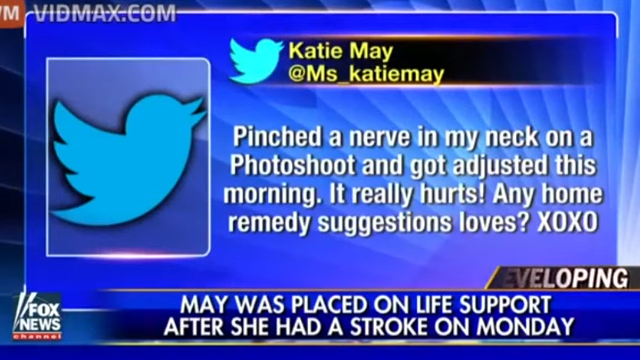 WM VIDMAX.COM
Katie May
@Ms_katiemay
Pinched a nerve in my neck on a
Photoshoot and got adjusted this
morning. It really hurts! Any home
remedy suggestions loves? XOXO
EVELOPING
MAY WAS PLACED ON LIFE SUPPORT
AFTER SHE HAD A STROKE ON MONDAY
FOX
NEWS
channel